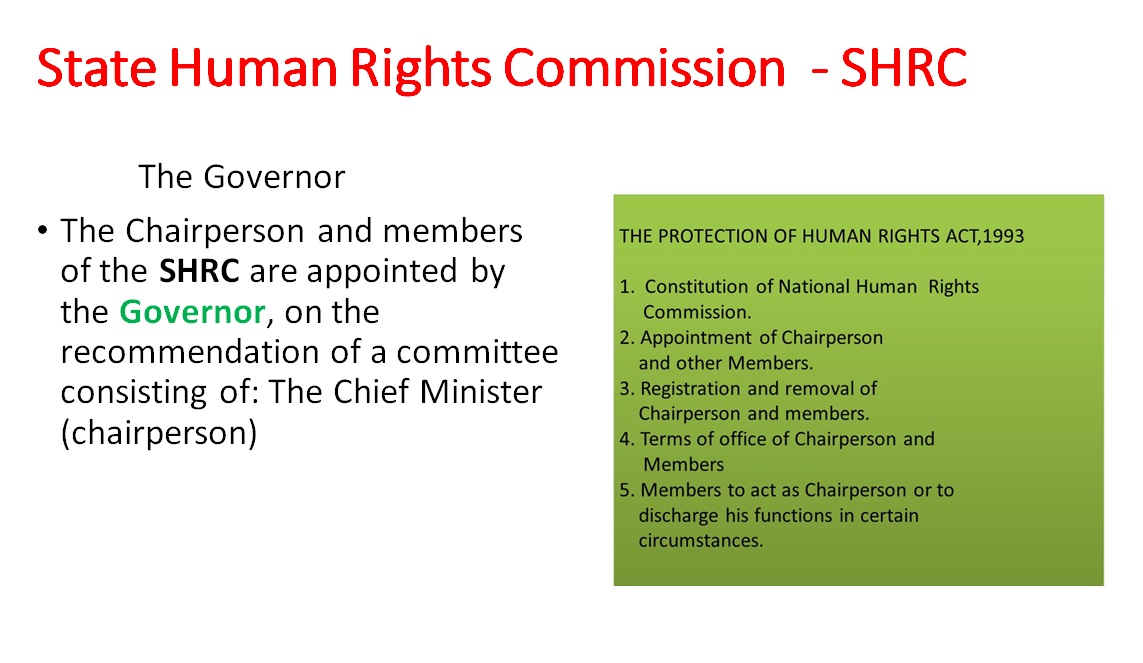 State Human Rights Commission - SHRC
The Governor
• The Chairperson and members
of the SHRC are appointed by
the Governor, on the
recommendation of a committee
consisting of: The Chief Minister
(chairperson)
THE PROTECTION OF HUMAN RIGHTS ACT,1993
1. Constitution of National Human Rights
Commission.
2. Appointment of Chairperson
and other Members.
3. Registration and removal of
Chairperson and members.
4. Terms of office of Chairperson and
Members
5. Members to act as Chairperson or to
discharge his functions in certain
circumstances.